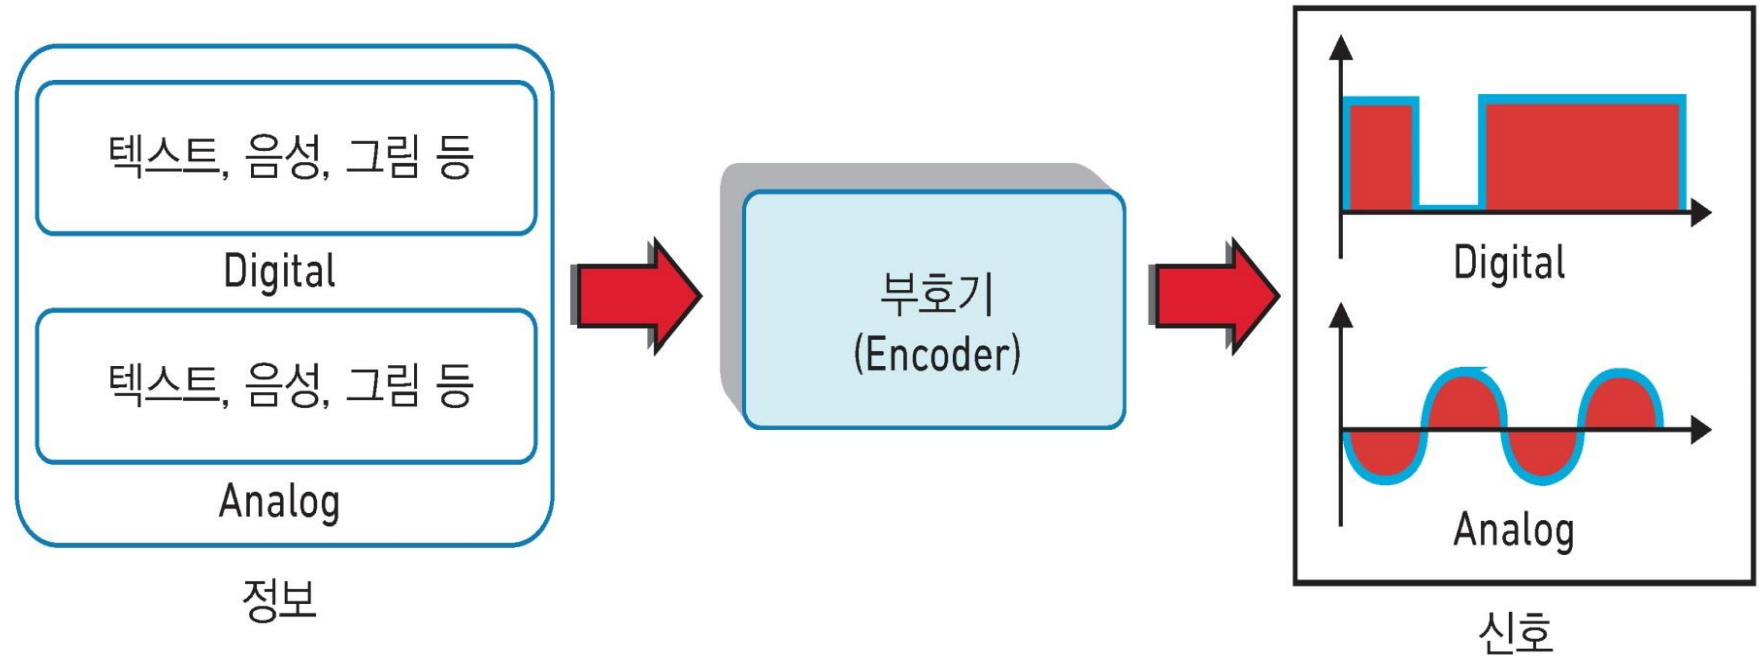 텍스트, 음성, 그림 등
Digital
텍스트, 음성, 그림 등
Analog
정보
부호기
(Encoder)
Digital
Analog
신호